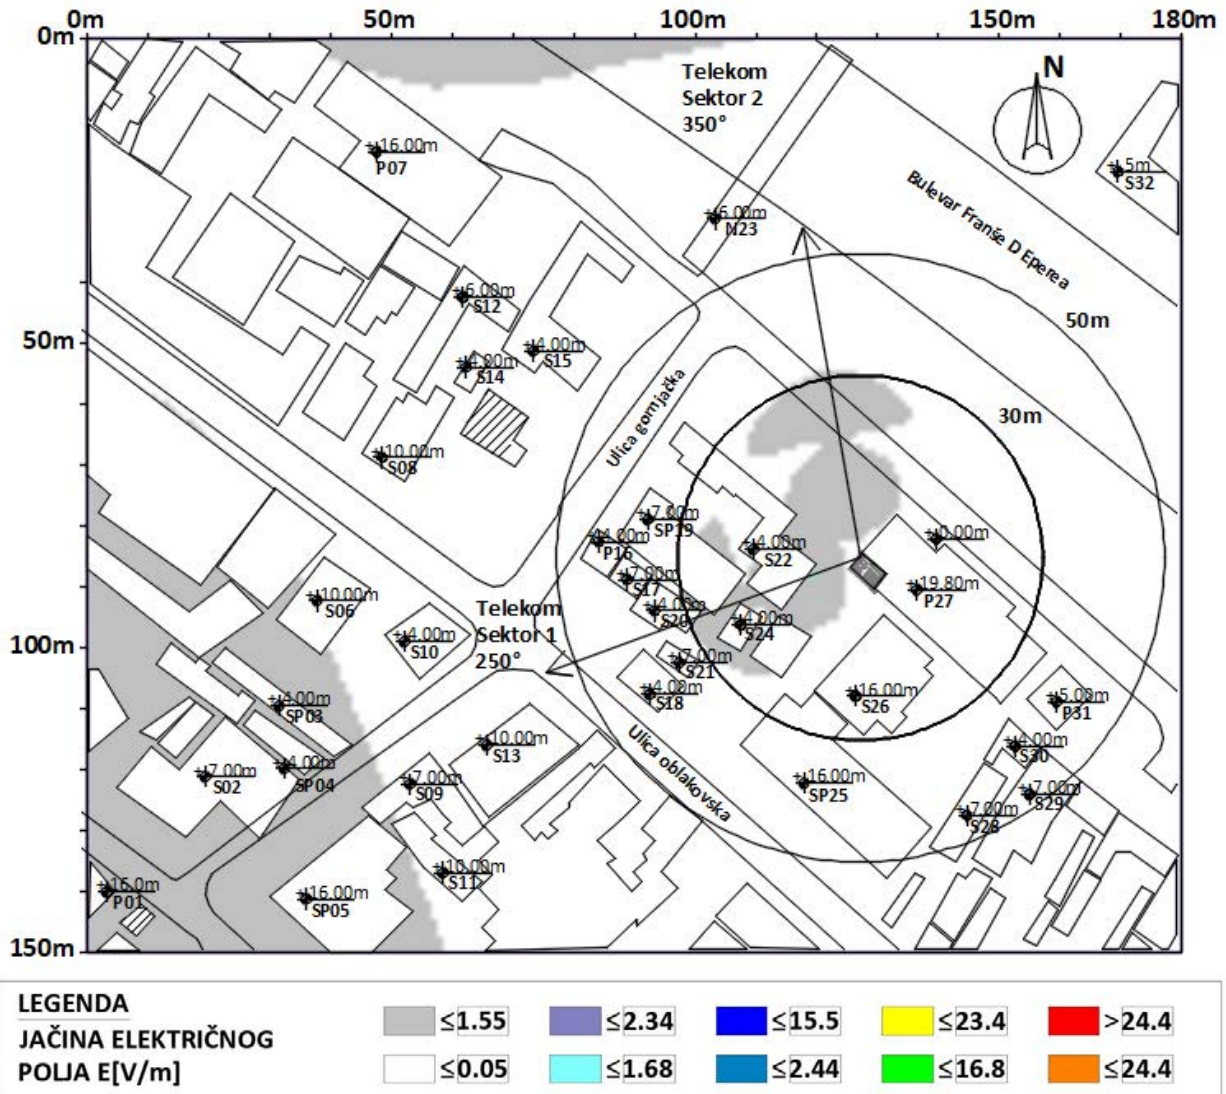 0m 50m 100m 150m 180m
0m
Telekom
Sektor 2
350°
N
+16.00m
P07
+5m
S32
Bulevar Franše D Eperea
+6.00m
N23
+6.00m
S12
50m
50m
+4.00m
S15
+4.00m
S14
30m
Ulica gornjačka
+10.00m
S08
+7.00m
SP19
+0.00m
P16
+4.00m
S22
+7.00m
S17
+19.80m
P27
+10.00m
S06
+4.00m
S20
+4.00m
S24
Telekom
Sektor 1
250°
100m
+4.00m
S10
+7.00m
S21
+4.00m
S18
+16.00m
S26
+5.00m
P31
+4.00m
SP03
+10.00m
S13
Ulica oblakovska
+4.00m
S30
+7.00m
S02
+4.00m
SP04
+7.00m
S09
+16.00m
SP25
+7.00m
S29
+7.00m
S28
+10.00m
S11
+16.0m
P01
+16.00m
SP05
150m
LEGENDA
JAČINA ELEKTRIČNOG
POLJA E[V/m]
≤1.55 ≤2.34 ≤15.5 ≤23.4 >24.4
≤0.05 ≤1.68 ≤2.44 ≤16.8 ≤24.4